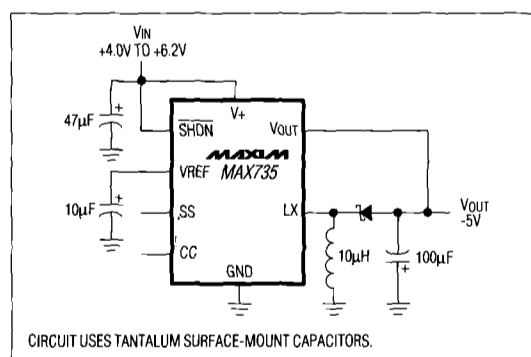 VIN
+4.0V TO +6.2V
47µF
+
V+
SHDN
VOUT
MAXIM
MAX735
VREF
+
10µF
SS
LX
VOUT
-5V
CC
10µH
100µF
+
GND
CIRCUIT USES TANTALUM SURFACE-MOUNT CAPACITORS.